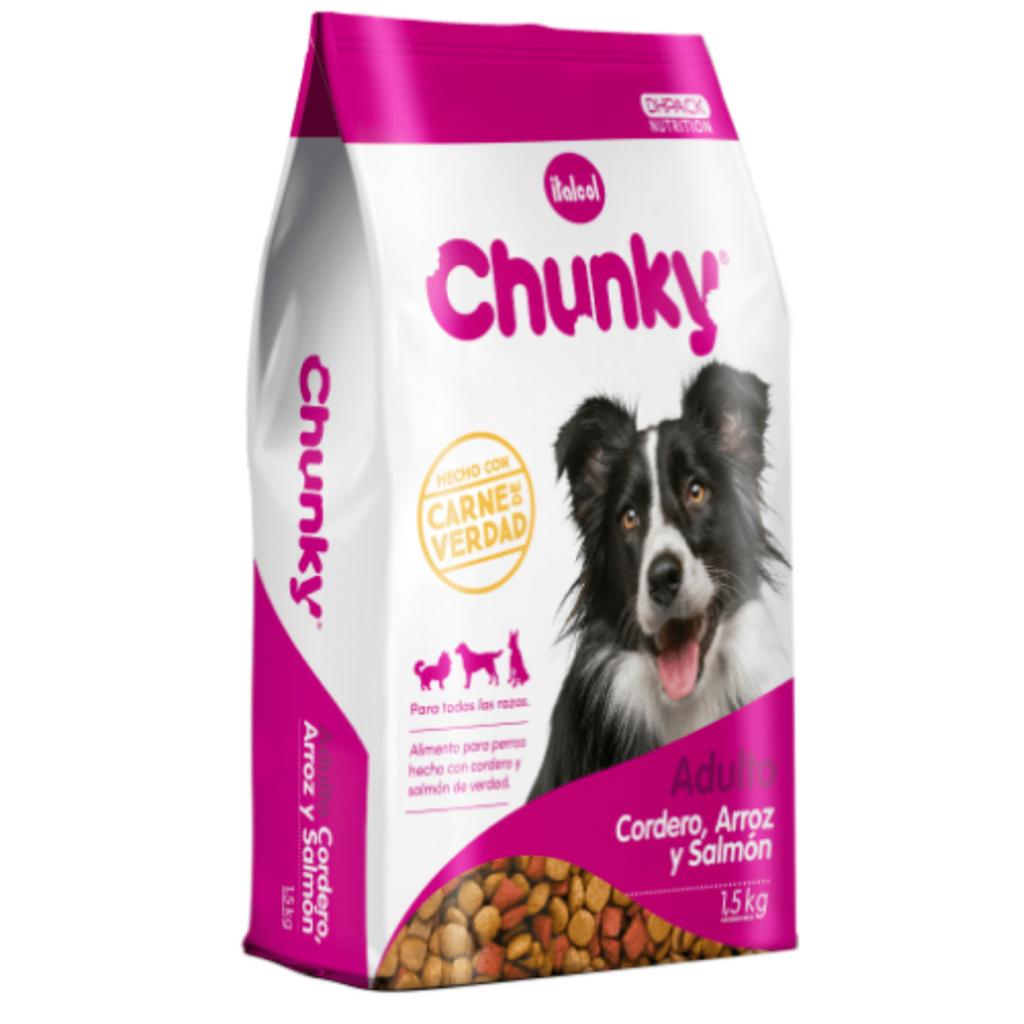 DHPACK
NUTRITION
italcol
Chunky®
HECHO CON
CARNE DE
VERDAD
Para todas las razas.
Alimento para perros
hecho con cordero y
salmón de verdad.
Adulto
Cordero, Arroz
y Salmón
1,5 kg
Chunky®
Adulto Cordero,
Arroz y Salmón
1,5 kg